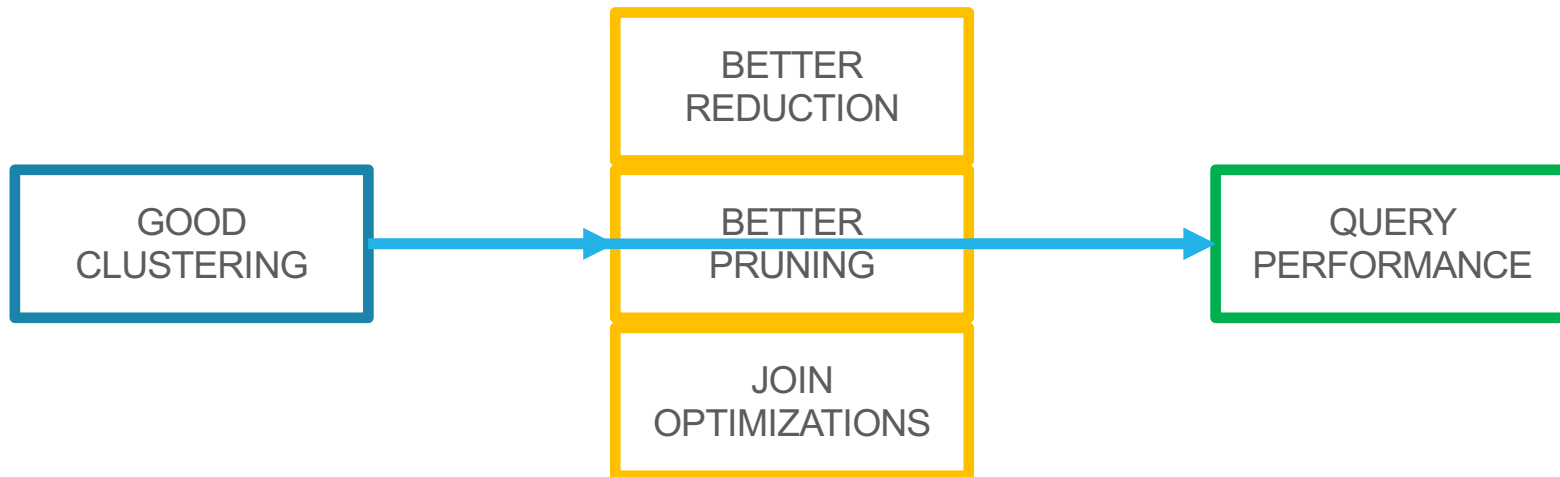 BETTER
REDUCTION
GOOD
CLUSTERING
BETTER
PRUNING
QUERY
PERFORMANCE
JOIN
OPTIMIZATIONS